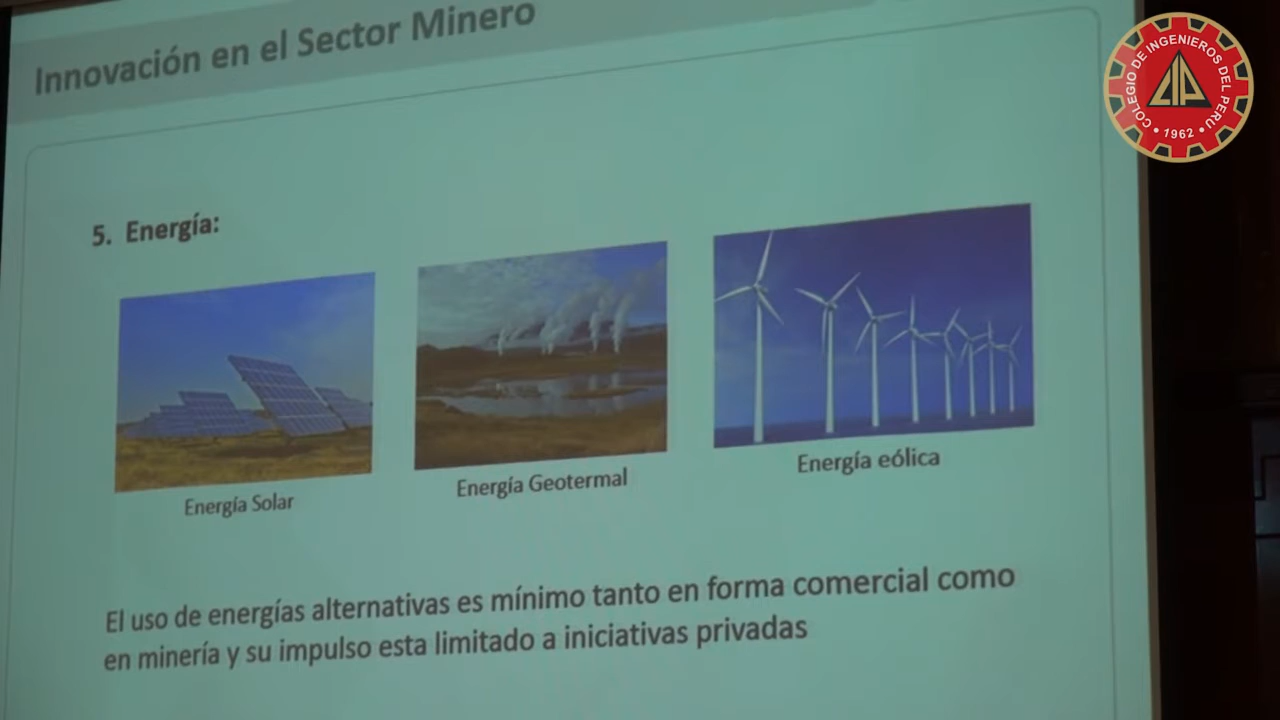 Innovación en el Sector Minero
COLEGIO DE INGENIEROS DEL PERU
• 1962 •
CIP
5. Energía:
Energía Solar
Energía Geotermal
Energía eólica
El uso de energías alternativas es mínimo tanto en forma comercial como
en minería y su impulso esta limitado a iniciativas privadas